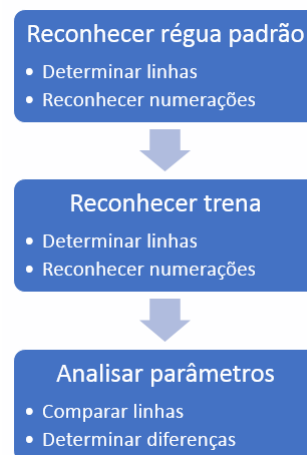 Reconhecer régua padrão
• Determinar linhas
• Reconhecer numerações
Reconhecer trena
• Determinar linhas
• Reconhecer numerações
Analisar parâmetros
• Comparar linhas
• Determinar diferenças